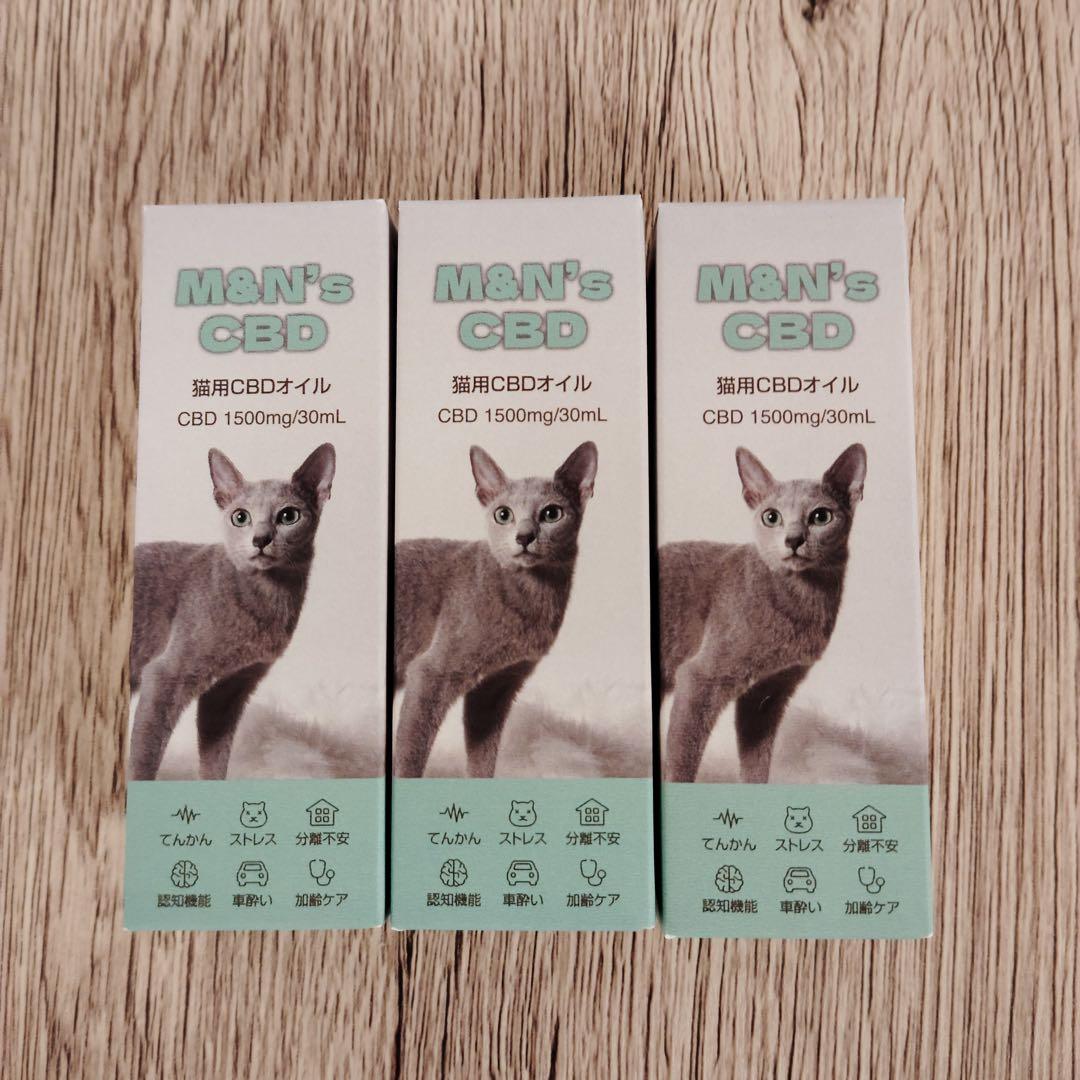 M&N's
CBD
猫用CBDオイル
CBD 1500mg/30mL
てんかん ストレス 分離不安
認知機能 車酔い 加齢ケア
M&N's
CBD
猫用CBDオイル
CBD 1500mg/30mL
てんかん ストレス 分離不安
認知機能 車酔い 加齢ケア
M&N's
CBD
猫用CBDオイル
CBD 1500mg/30mL
てんかん ストレス 分離不安
認知機能 車酔い 加齢ケア